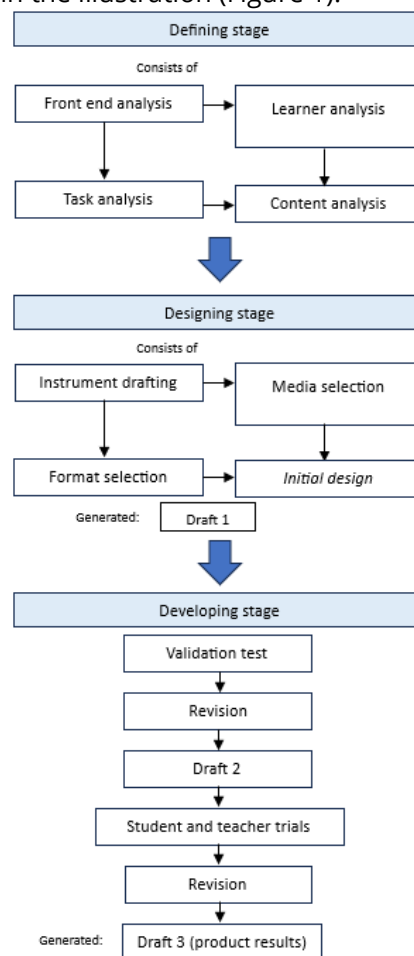 in the illustration (Figure 1).
Defining stage
Consists of
Front end analysis
Learner analysis
Task analysis
Content analysis
Designing stage
Consists of
Instrument drafting
Media selection
Format selection
Initial design
Generated:
Draft 1
Developing stage
Validation test
Revision
Draft 2
Student and teacher trials
Revision
Generated:
Draft 3 (product results)